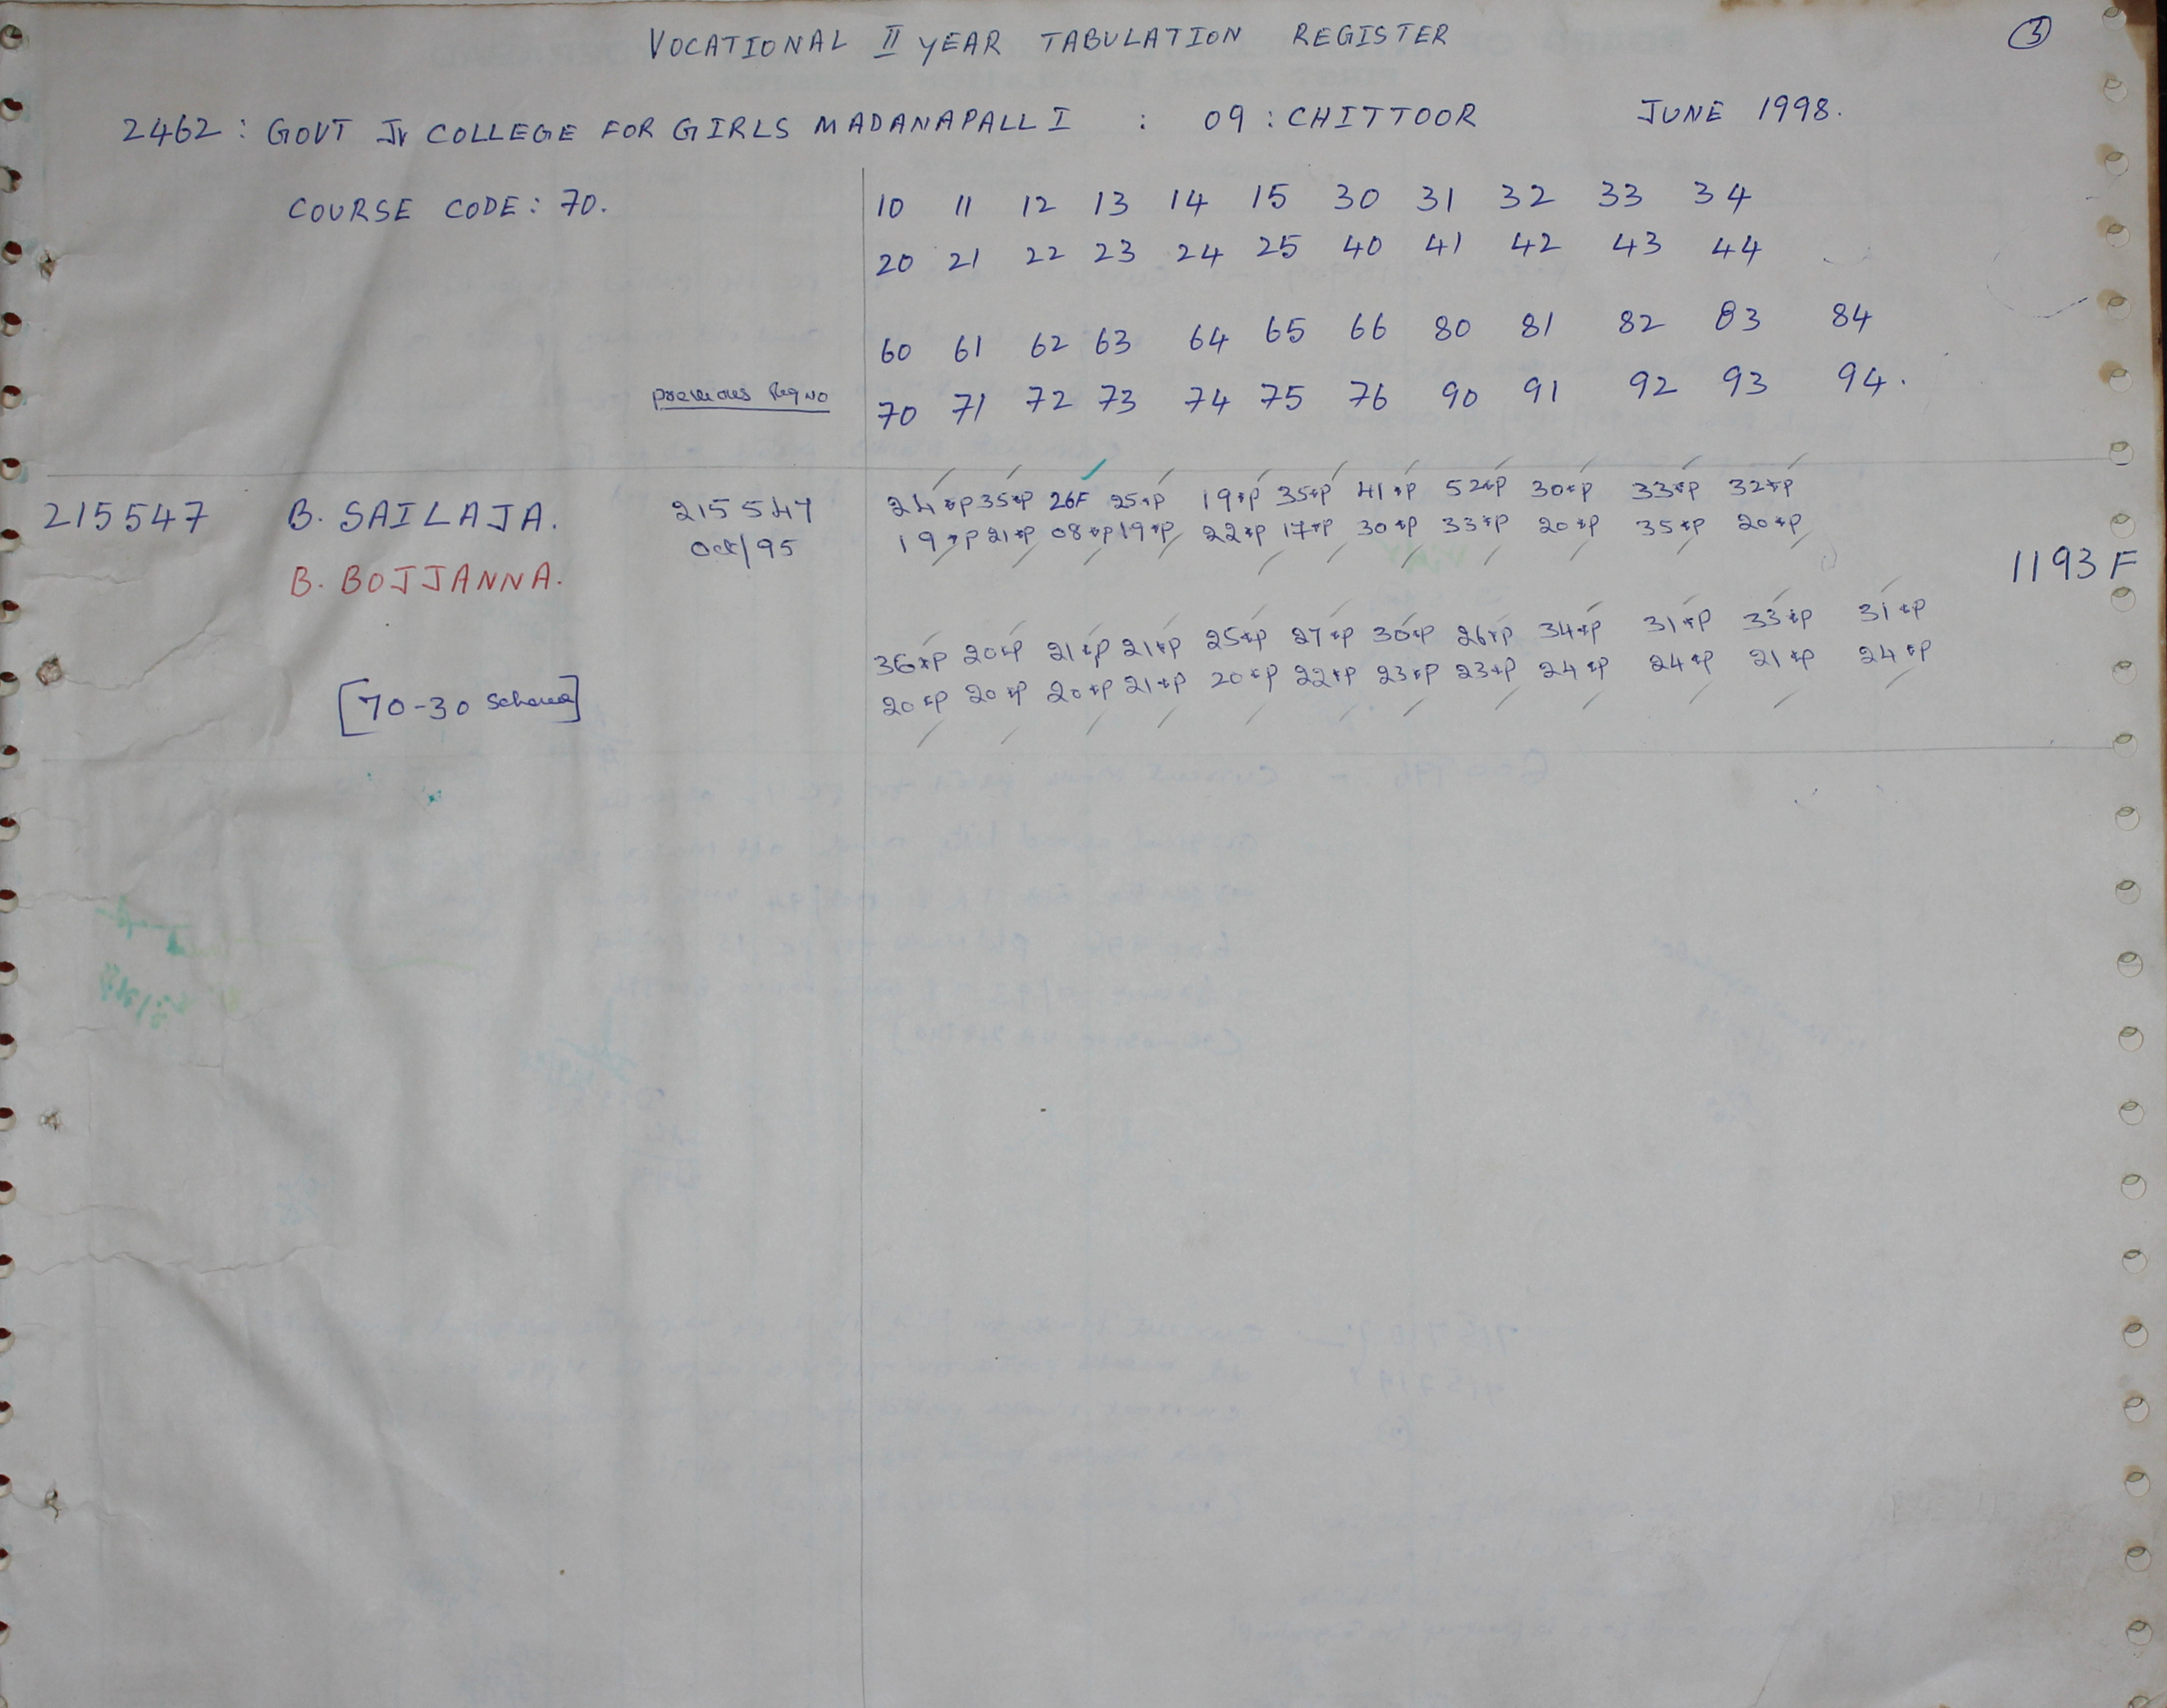 VOCATIONAL II YEAR TABULATION REGISTER
3
2462 : GOVT Jr COLLEGE FOR GIRLS MADANAPALLI : 09 : CHITTOOR JUNE 1998.
COURSE CODE : 70.
10 11 12 13 14 15 30 31 32 33 34
20 21 22 23 24 25 40 41 42 43 44
60 61 62 63 64 65 66 80 81 82 83 84
previous Reg no
70 71 72 73 74 75 76 90 91 92 93 94.
215547 B. SAILAJA. 215547 24*P 35*P 26F 25*P 19*P 35*P 41*P 52*P 30*P 33*P 32*P
Oct/95 19*P 21*P 08*P 19*P 22*P 17*P 30*P 33*P 20*P 35*P 20*P
B. BOJJANNA. 1193 F
36*P 20*P 21*P 21*P 25*P 27*P 30*P 26*P 34*P 31*P 33*P 31*P
[70-30 Scheme] 20*P 20*P 20*P 21*P 20*P 22*P 23*P 23*P 24*P 24*P 21*P 24*P